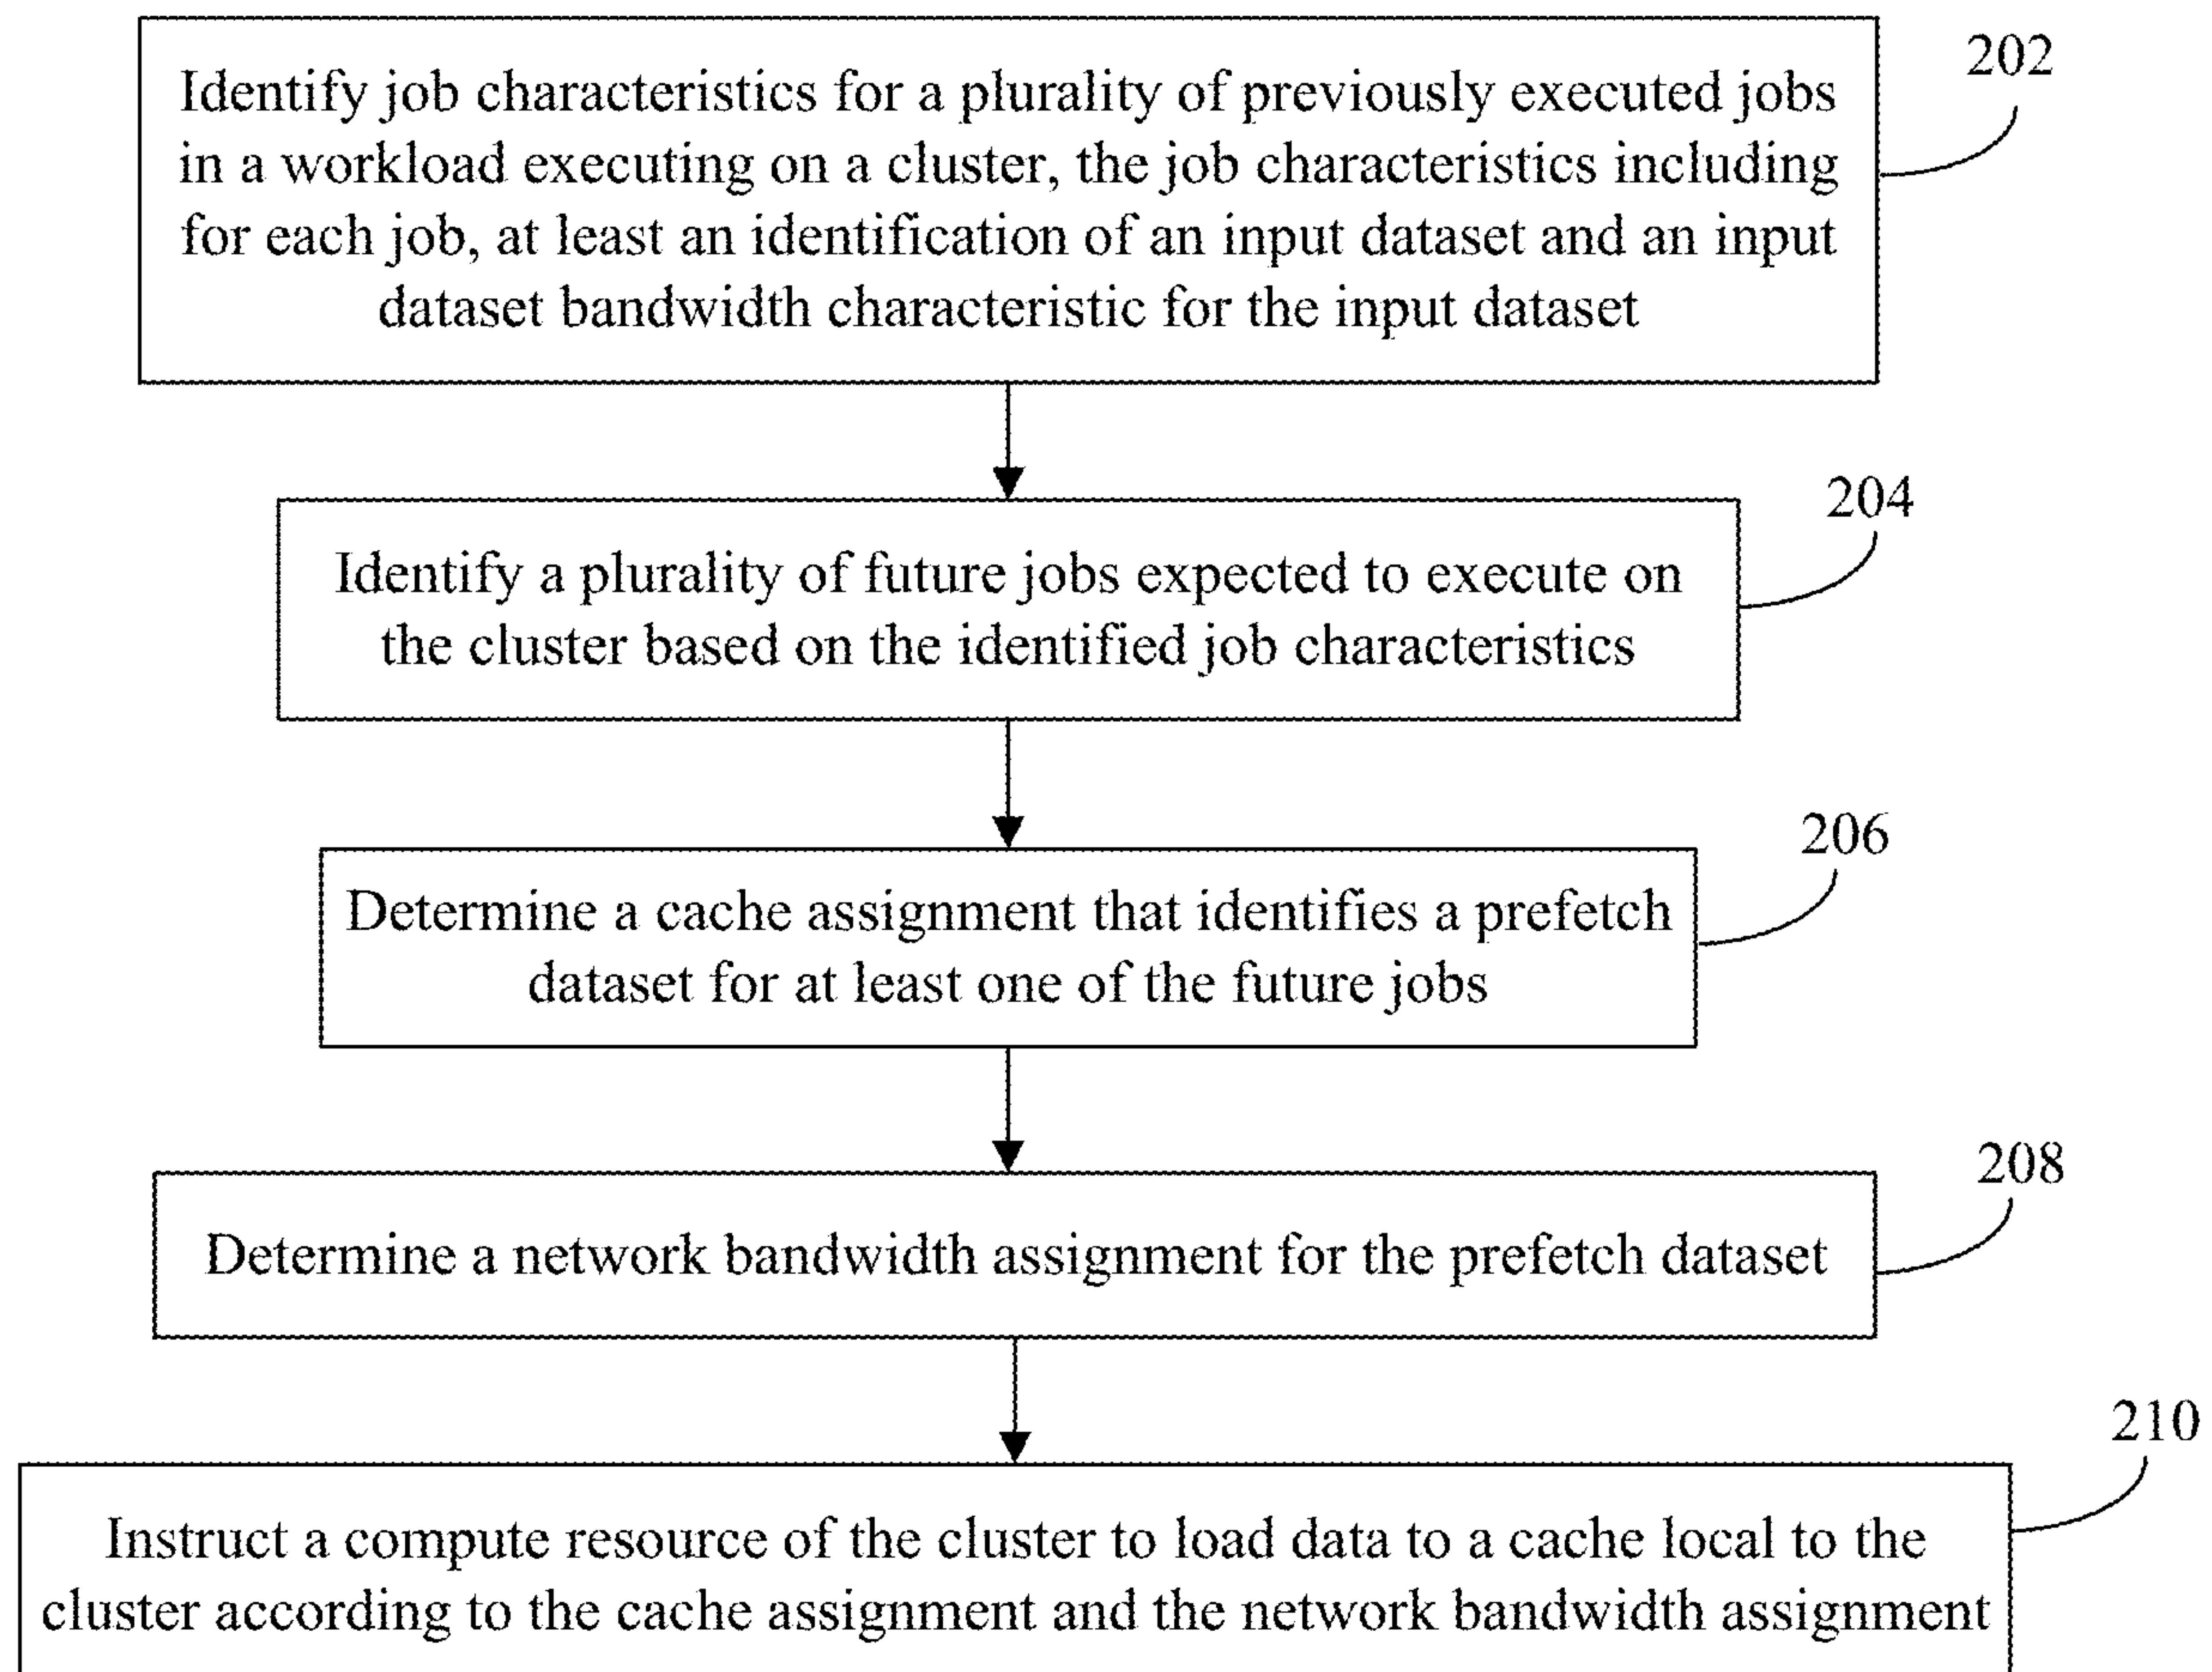 202
Identify job characteristics for a plurality of previously executed jobs
in a workload executing on a cluster, the job characteristics including
for each job, at least an identification of an input dataset and an input
dataset bandwidth characteristic for the input dataset
204
Identify a plurality of future jobs expected to execute on
the cluster based on the identified job characteristics
206
Determine a cache assignment that identifies a prefetch
dataset for at least one of the future jobs
208
Determine a network bandwidth assignment for the prefetch dataset
210
Instruct a compute resource of the cluster to load data to a cache local to the
cluster according to the cache assignment and the network bandwidth assignment